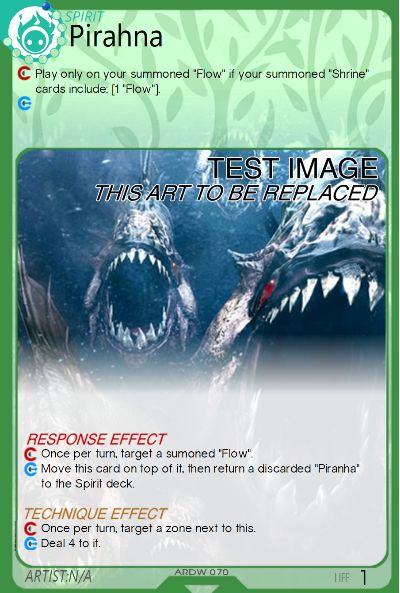 SPIRIT
Pirahna
Play only on your summoned "Flow" if your summoned "Shrine"
cards include: [1 "Flow"].
TEST IMAGE
THIS ART TO BE REPLACED
RESPONSE EFFECT
Once per turn, target a sumoned "Flow".
Move this card on top of it, then return a discarded "Piranha"
to the Spirit deck.
TECHNIQUE EFFECT
Once per turn, target a zone next to this.
Deal 4 to it.
ARTIST:N/A
ARDW 070
LIFE 1